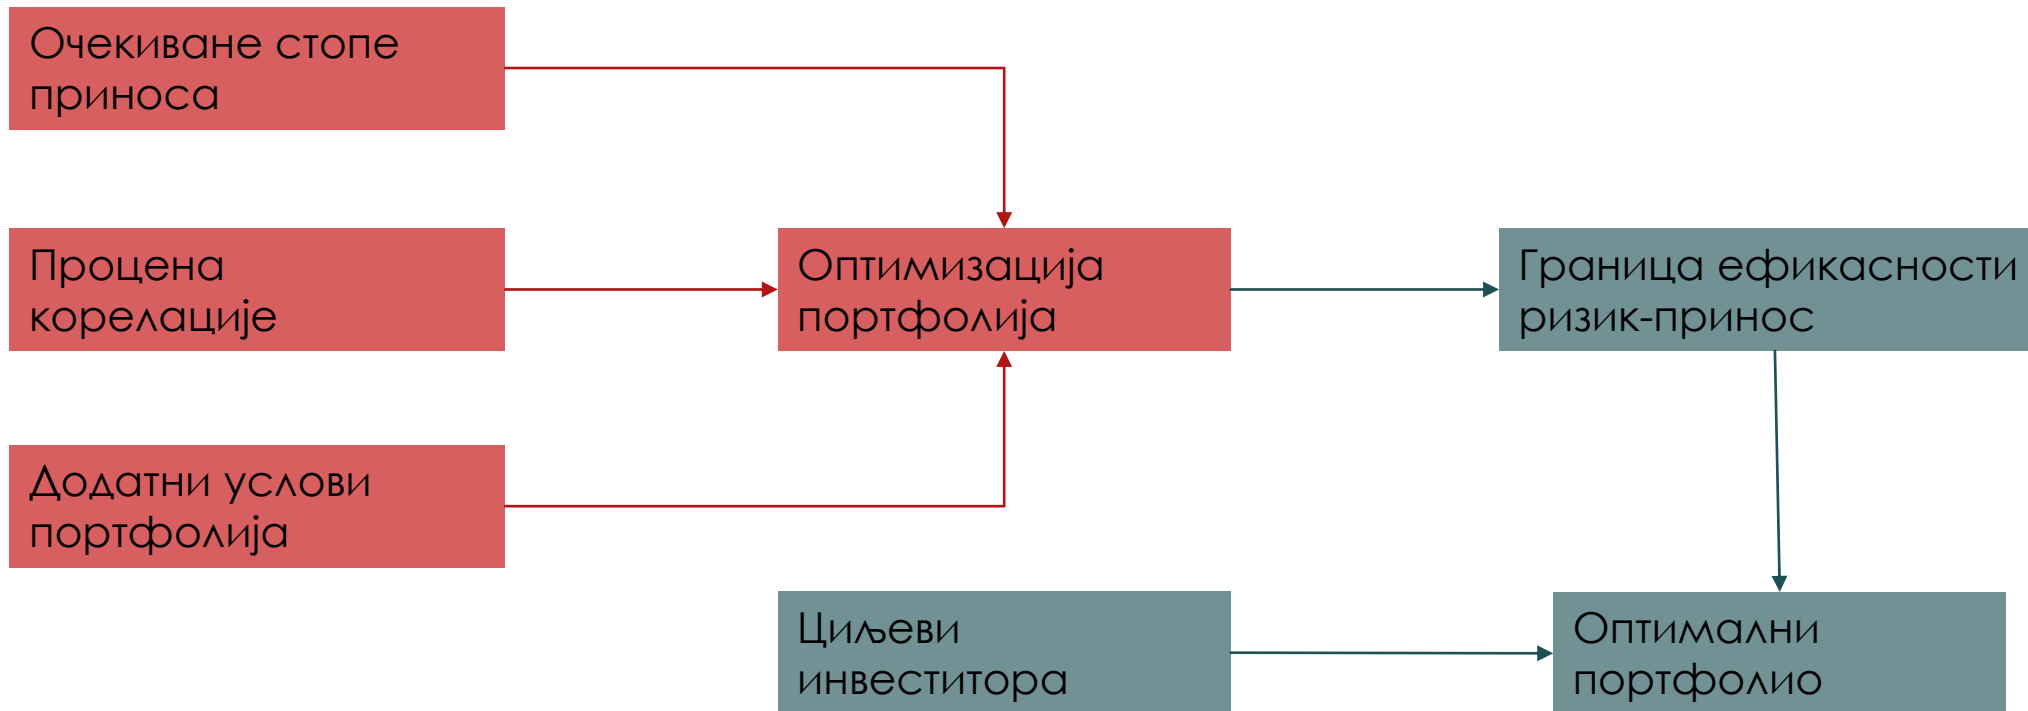 Очекиване стопе
приноса
Процена
корелације
Оптимизација
портфолија
Граница ефикасности
ризик-принос
Додатни услови
портфолија
Циљеви
инвеститора
Оптимални
портфолио